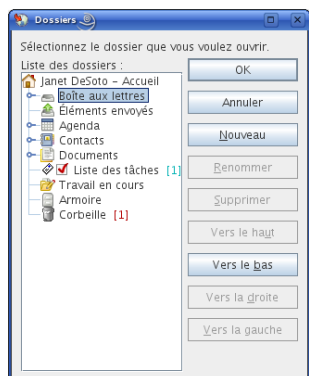 Dossiers
Sélectionnez le dossier que vous voulez ouvrir.
Liste des dossiers :
Janet DeSoto - Accueil
Boîte aux lettres
Éléments envoyés
Agenda
Contacts
Documents
Liste des tâches [1]
Travail en cours
Armoire
Corbeille [1]
OK
Annuler
Nouveau
Renommer
Supprimer
Vers le haut
Vers le bas
Vers la droite
Vers la gauche